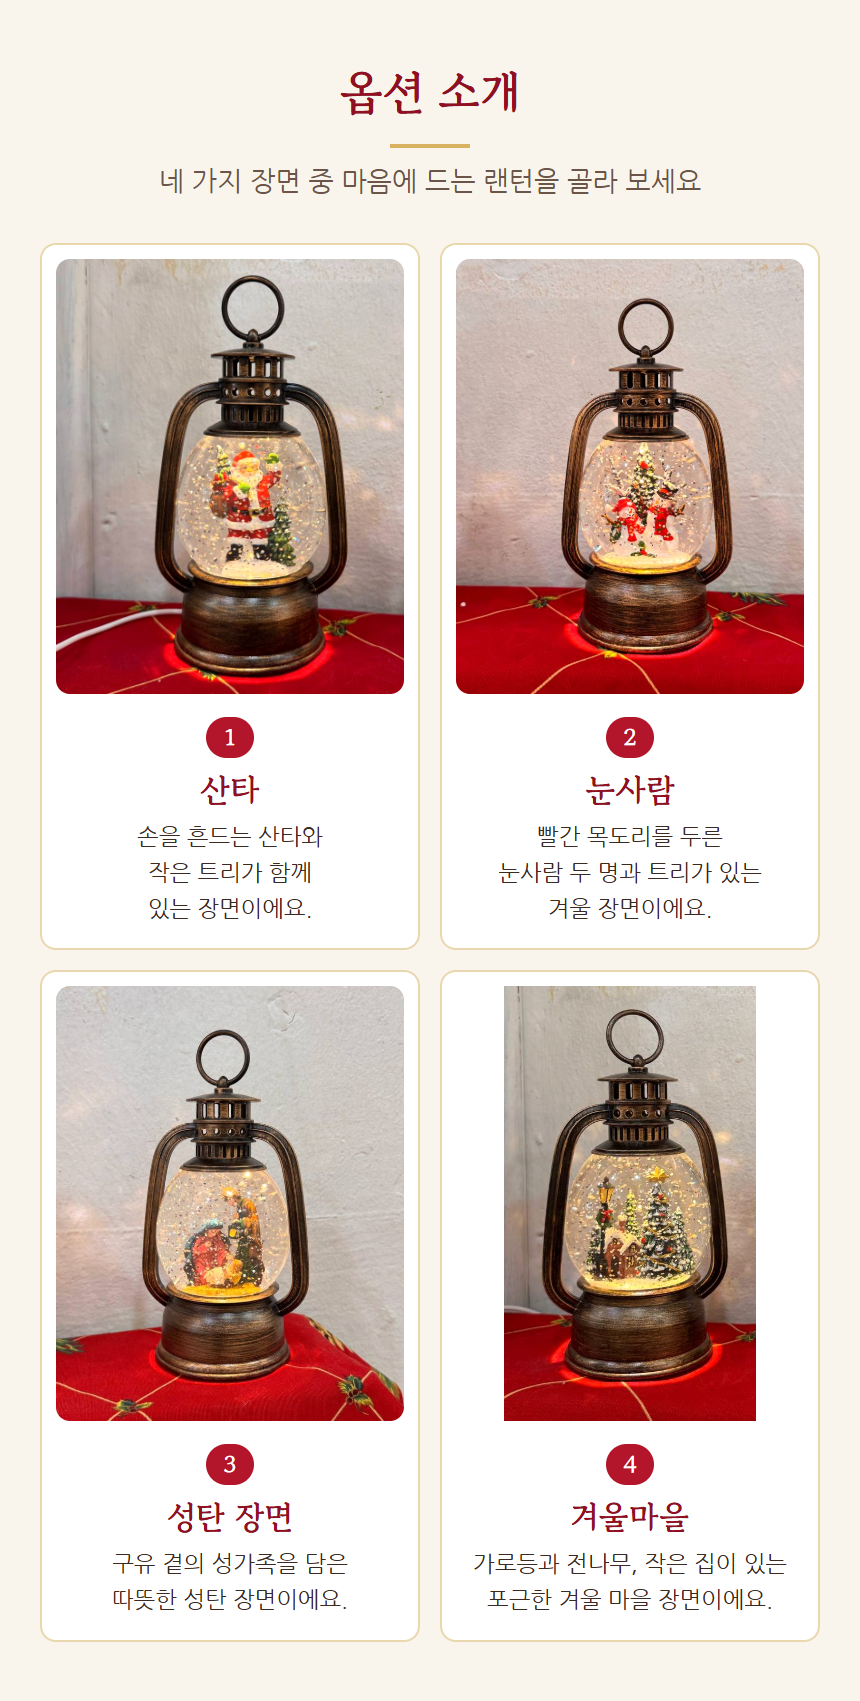 옵션 소개
네 가지 장면 중 마음에 드는 랜턴을 골라 보세요
1
산타
손을 흔드는 산타와
작은 트리가 함께
있는 장면이에요.
2
눈사람
빨간 목도리를 두른
눈사람 두 명과 트리가 있는
겨울 장면이에요.
3
성탄 장면
구유 곁의 성가족을 담은
따뜻한 성탄 장면이에요.
4
겨울마을
가로등과 전나무, 작은 집이 있는
포근한 겨울 마을 장면이에요.